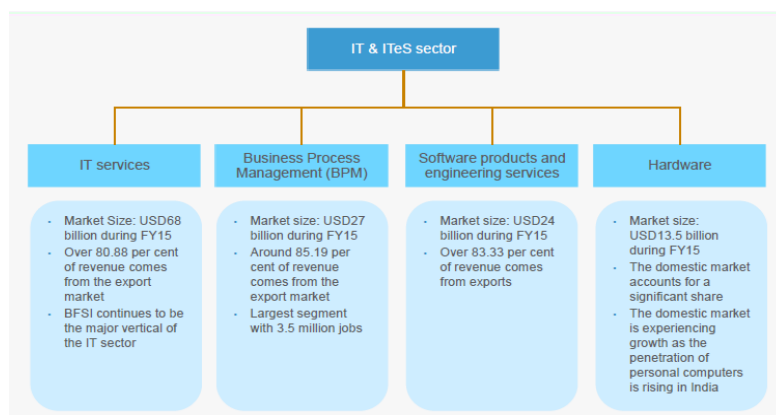 IT & ITeS sector
IT services
Business Process
Management (BPM)
Software products and
engineering services
Hardware
- Market Size: USD68
billion during FY15
- Over 80.88 per cent
of revenue comes
from the export
market
- BFSI continues to be
the major vertical of
the IT sector
- Market size: USD27
billion during FY15
- Around 85.19 per
cent of revenue
comes from the
export market
- Largest segment
with 3.5 million jobs
- Market size: USD24
billion during FY15
- Over 83.33 per cent
of revenue comes
from exports
- Market size:
USD13.5 billion
during FY15
- The domestic market
accounts for a
significant share
- The domestic market
is experiencing
growth as the
penetration of
personal computers
is rising in India